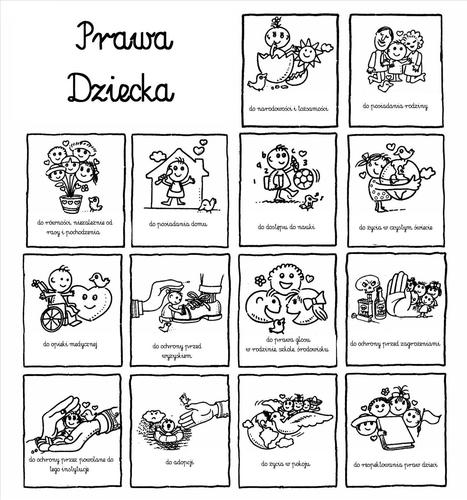 Prawa
Dziecka
do narodowości i tożsamości
do posiadania rodziny
do równości, niezależnie od
rasy i pochodzenia
do posiadania domu
do dostępu do nauki
do życia w czystym świecie
do opieki medycznej
do ochrony przed
wyzyskiem
do prawa głosu
w rodzinie szkole środowisku
do ochrony przed zagrożeniami
do ochrony przez powołane do
tego instytucje
do adopcji
do życia w pokoju
do respektowania praw dzieci